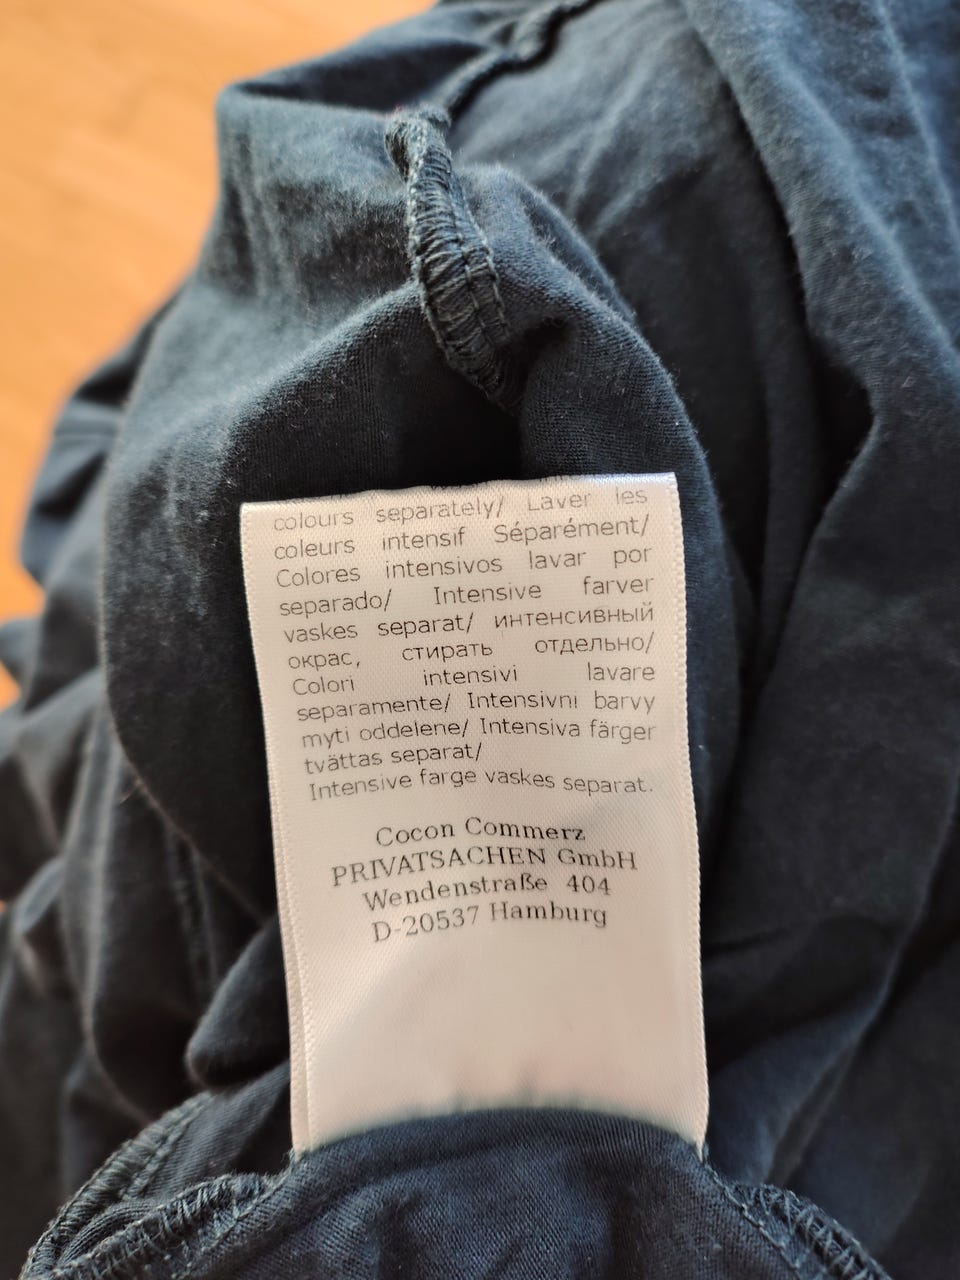 colours separately/ Laver les
coleurs intensif Séparément/
Colores intensivos lavar por
separado/ Intensive farver
vaskes separat/ интенсивный
окрас, стирать отдельно/
Colori intensivi lavare
separamente/ Intensivni barvy
myti oddelene/ Intensiva färger
tvättas separat/
Intensive farge vaskes separat.
Cocon Commerz
PRIVATSACHEN GmbH
Wendenstraße 404
D-20537 Hamburg